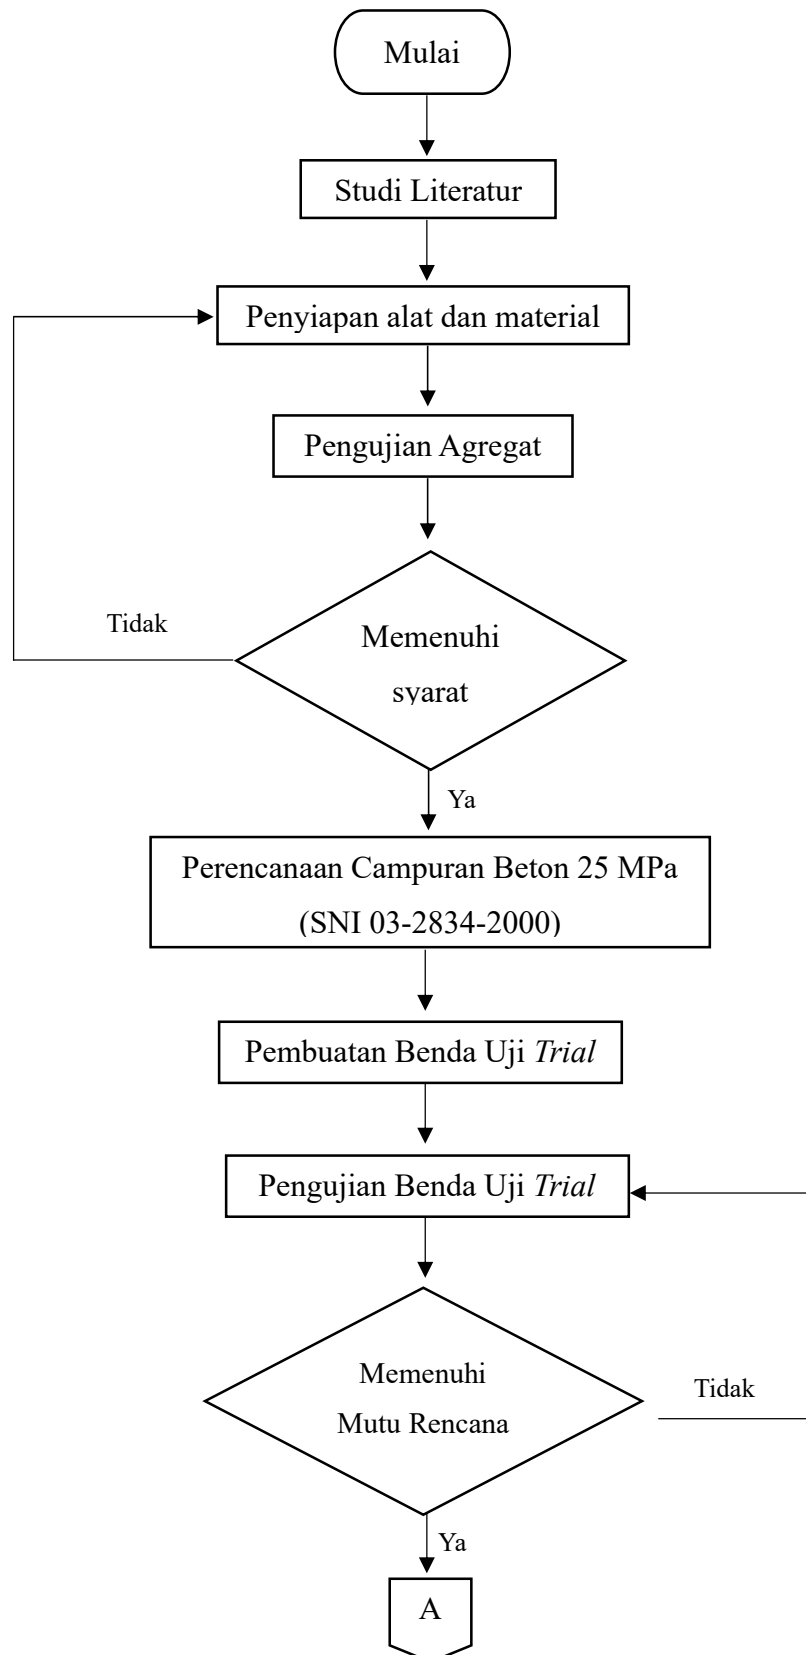 Mulai
Studi Literatur
Penyiapan alat dan material
Pengujian Agregat
Tidak
Memenuhi
syarat
Ya
Perencanaan Campuran Beton 25 MPa
(SNI 03-2834-2000)
Pembuatan Benda Uji Trial
Pengujian Benda Uji Trial
Memenuhi
Mutu Rencana
Tidak
Ya
A